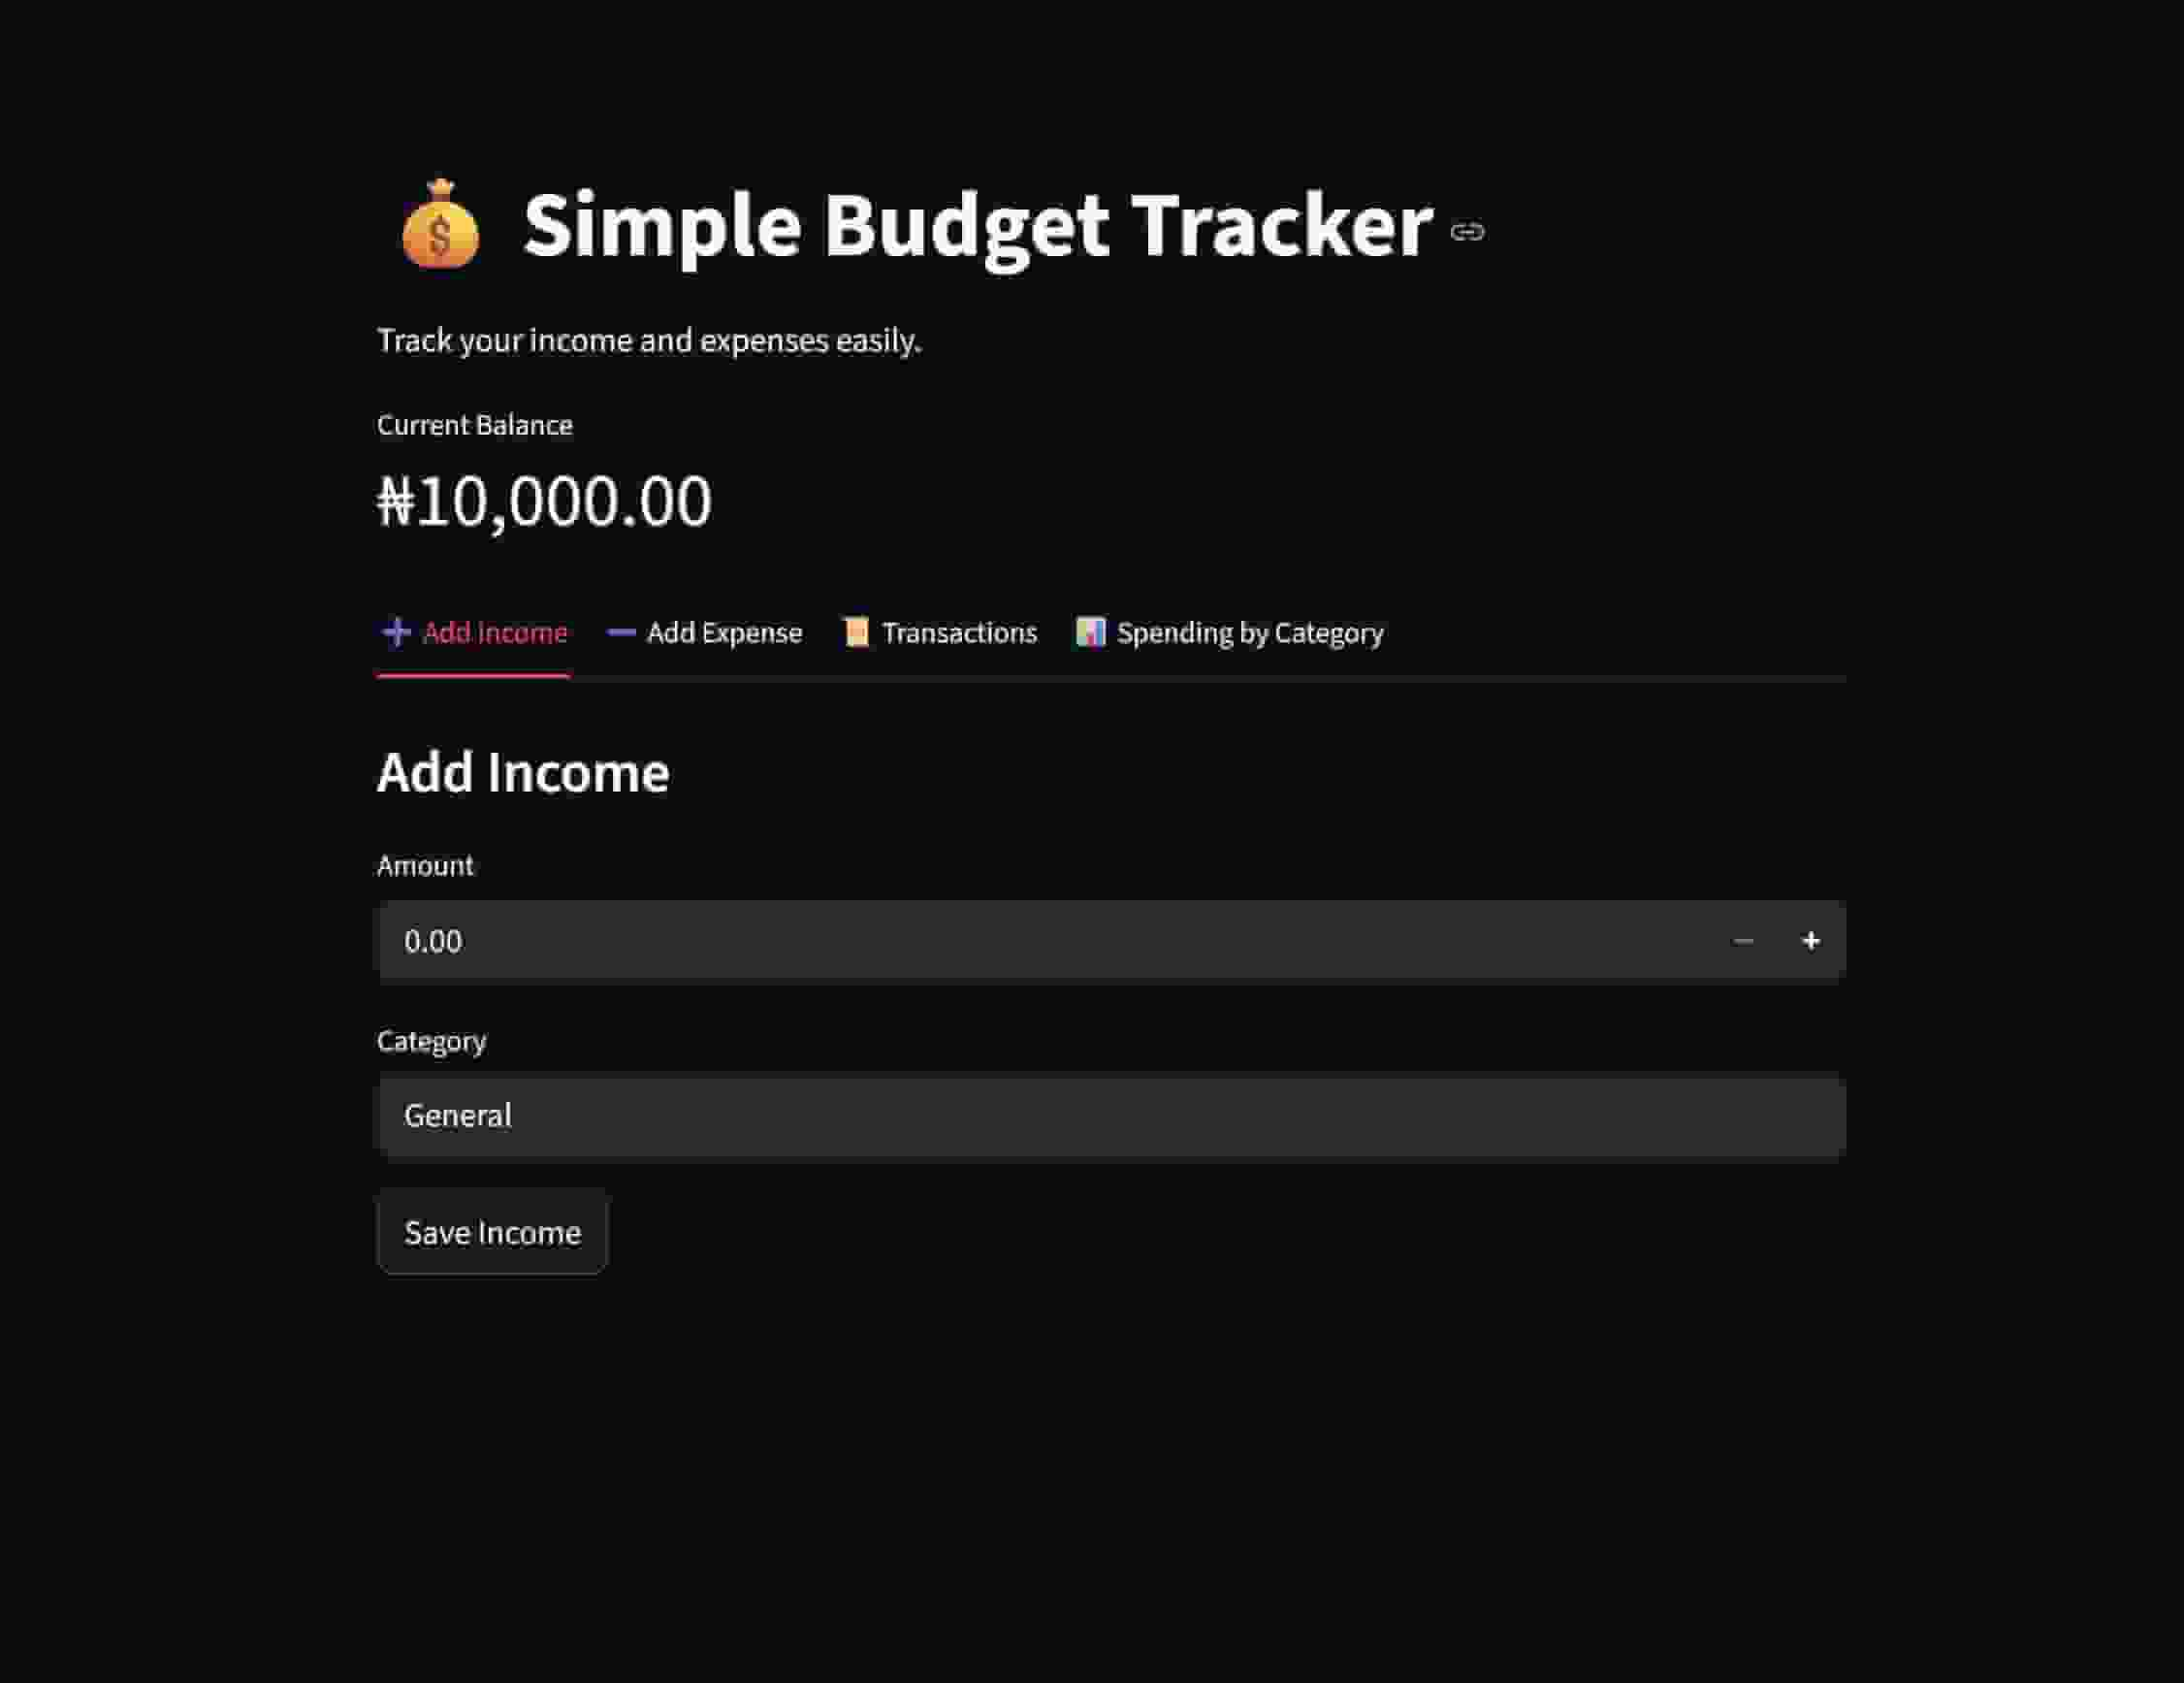 Simple Budget Tracker
Track your income and expenses easily.
Current Balance
₦10,000.00
Add Income Add Expense Transactions Spending by Category
Add Income
Amount
0.00
Category
General
Save Income